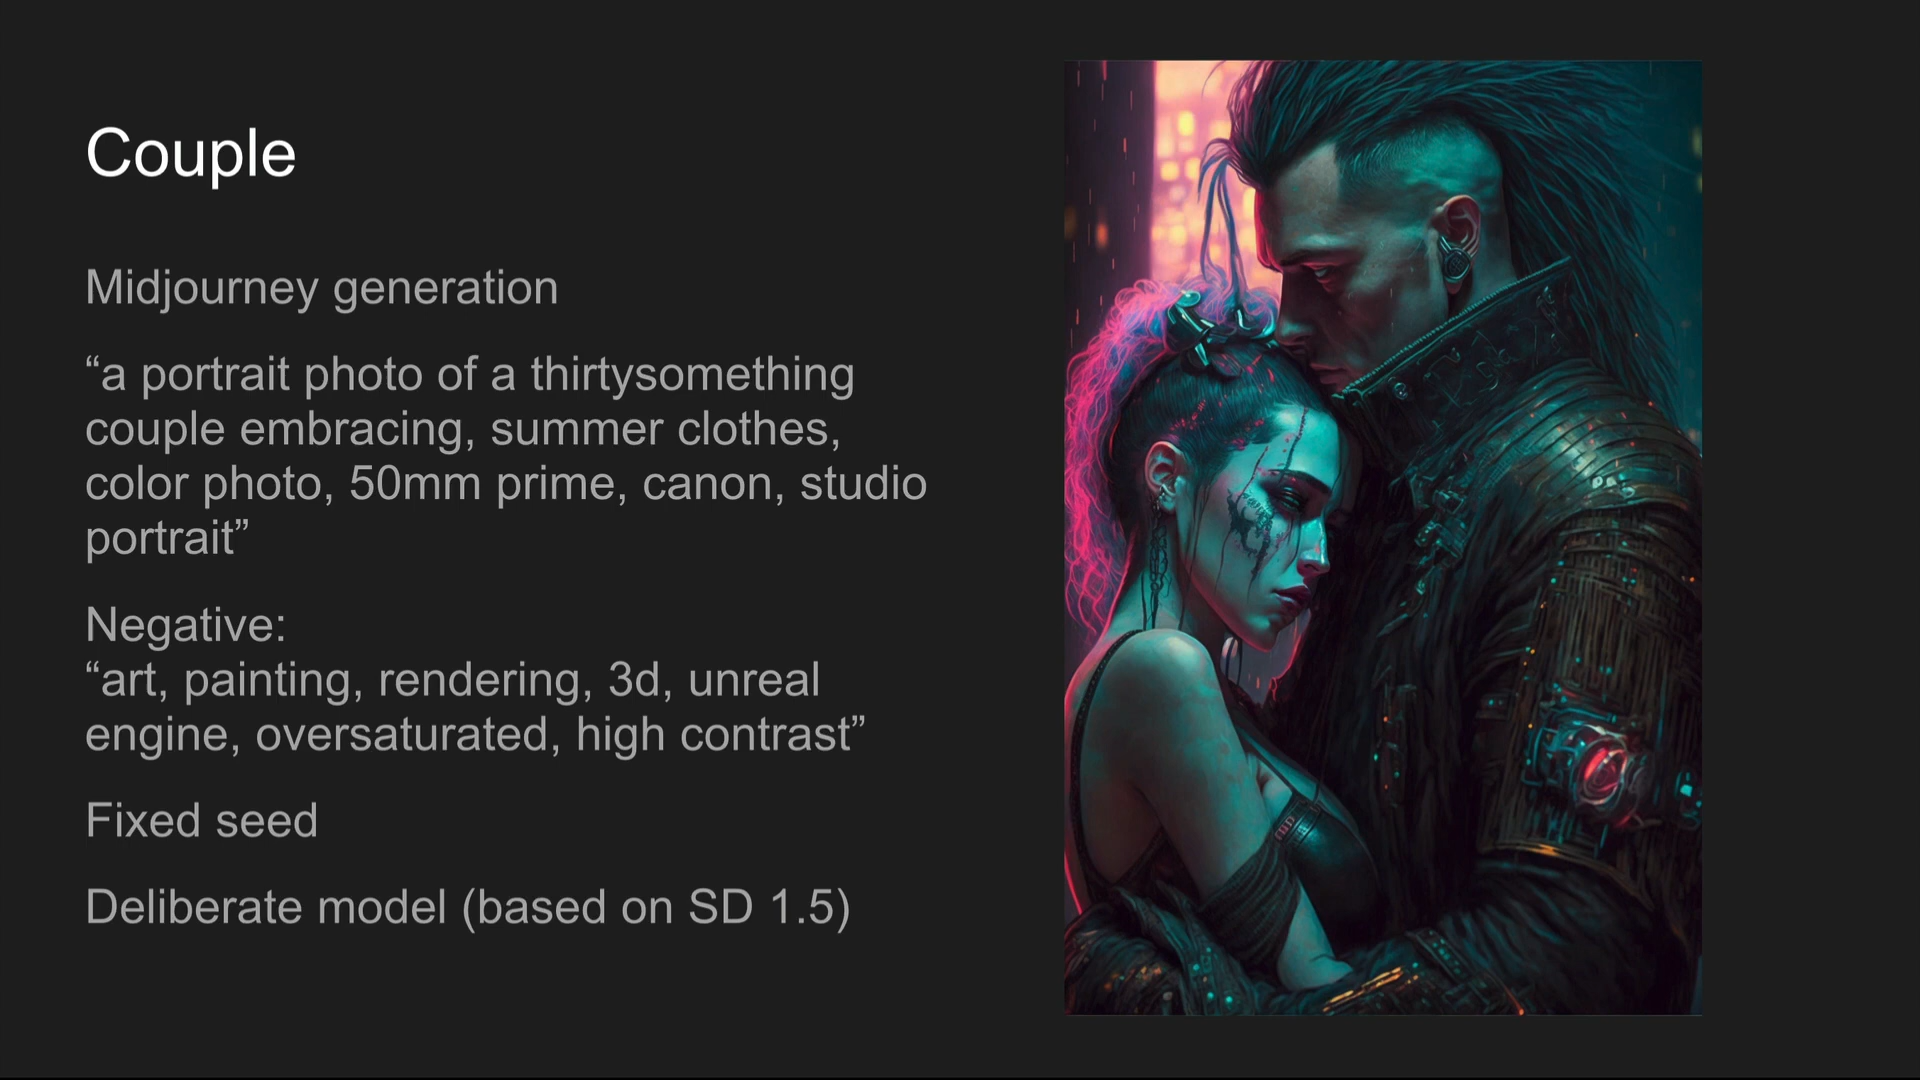 Couple
Midjourney generation
“a portrait photo of a thirtysomething
couple embracing, summer clothes,
color photo, 50mm prime, canon, studio
portrait”
Negative:
“art, painting, rendering, 3d, unreal
engine, oversaturated, high contrast”
Fixed seed
Deliberate model (based on SD 1.5)